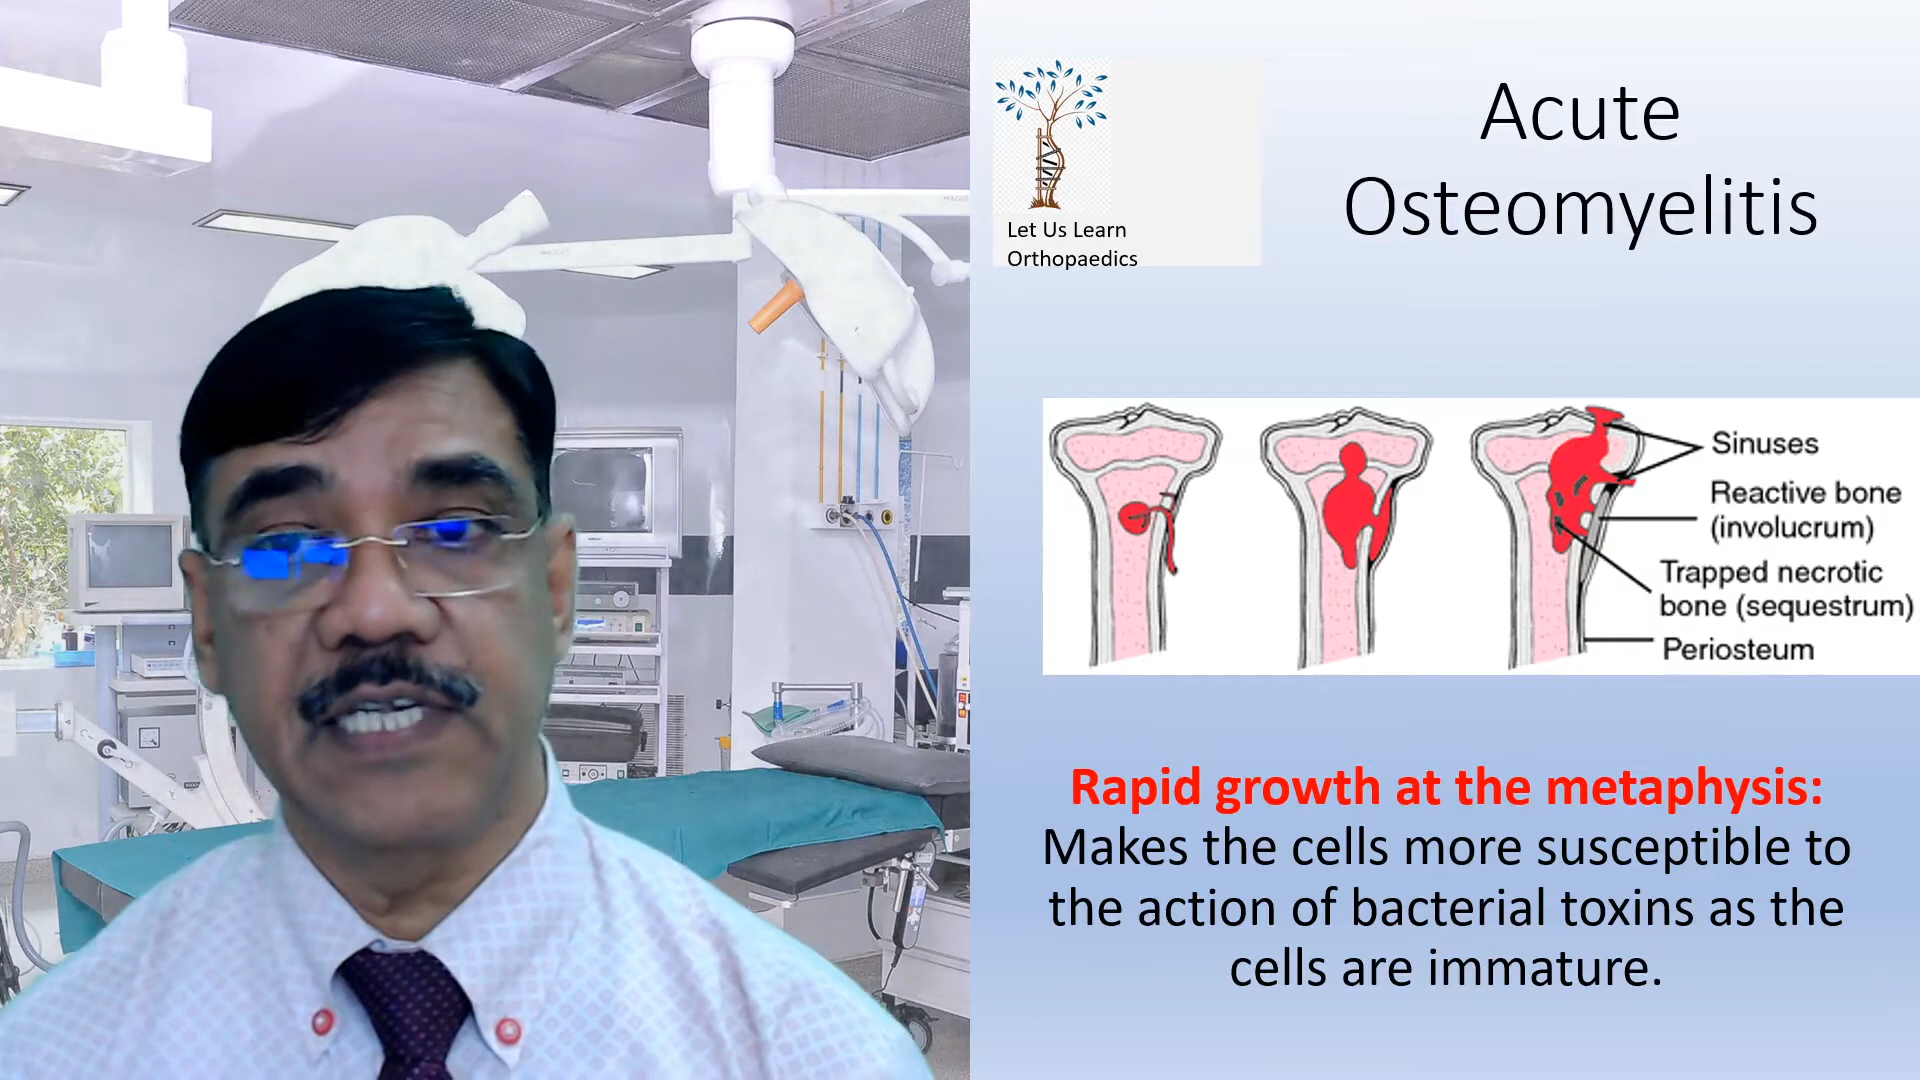 Acute
Osteomyelitis
Let Us Learn
Orthopaedics
Sinuses
Reactive bone
(involucrum)
Trapped necrotic
bone (sequestrum)
Periosteum
Rapid growth at the metaphysis:
Makes the cells more susceptible to
the action of bacterial toxins as the
cells are immature.